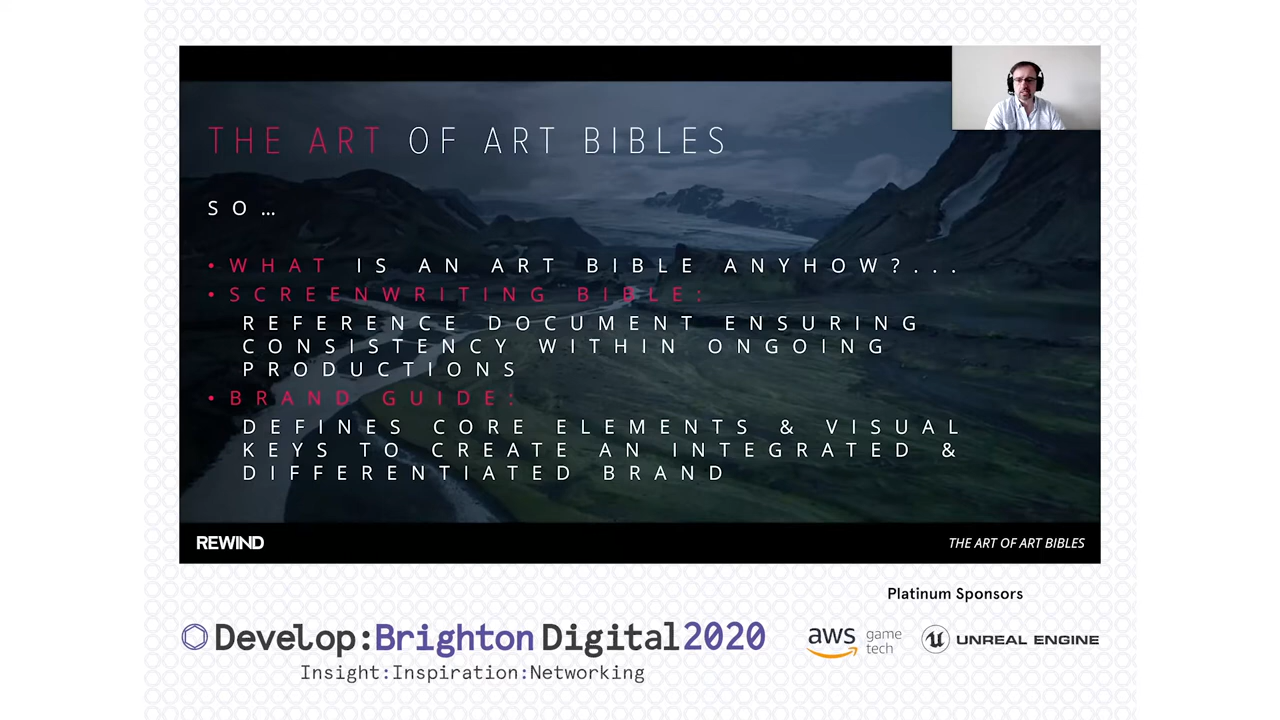 THE ART OF ART BIBLES
SO...
• WHAT IS AN ART BIBLE ANYHOW?...
• SCREENWRITING BIBLE:
REFERENCE DOCUMENT ENSURING
CONSISTENCY WITHIN ONGOING
PRODUCTIONS
• BRAND GUIDE:
DEFINES CORE ELEMENTS & VISUAL
KEYS TO CREATE AN INTEGRATED &
DIFFERENTIATED BRAND
REWIND
THE ART OF ART BIBLES
Platinum Sponsors
Develop:Brighton Digital 2020
Insight:Inspiration:Networking
aws game tech
UNREAL ENGINE